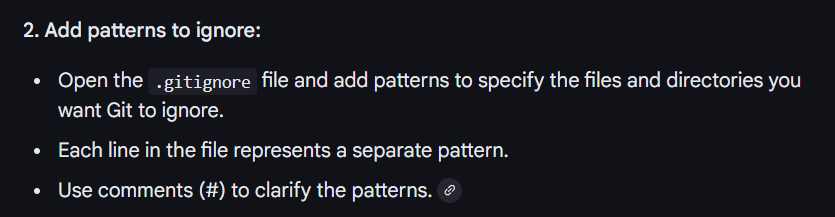 2. Add patterns to ignore:
• Open the .gitignore file and add patterns to specify the files and directories you
want Git to ignore.
• Each line in the file represents a separate pattern.
• Use comments (#) to clarify the patterns.